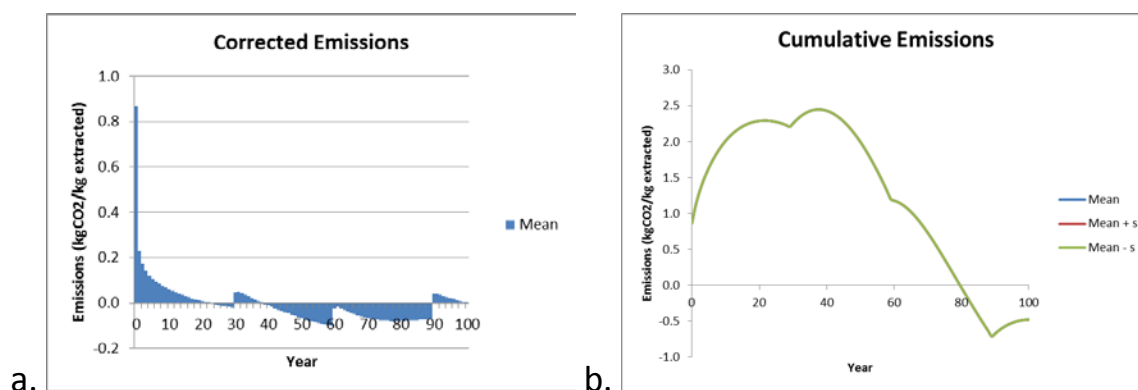 Corrected Emissions
Emissions (kgCO2/kg extracted)
1.0
0.8
0.6
0.4
0.2
0.0
-0.2
0 10 20 30 40 50 60 70 80 90 100
Year
Mean
a.
Cumulative Emissions
Emissions (kgCO2/kg extracted)
3.0
2.5
2.0
1.5
1.0
0.5
0.0
-0.5
-1.0
0 20 40 60 80 100
Year
Mean
Mean + s
Mean - s
b.